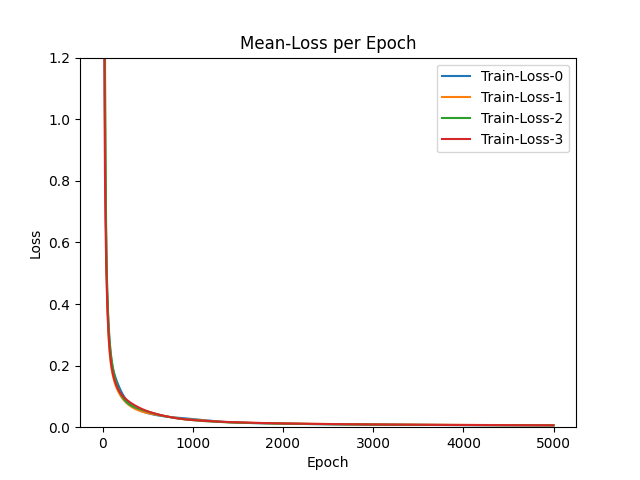 Mean-Loss per Epoch
1.2
1.0
0.8
0.6
0.4
0.2
0.0
Loss
Train-Loss-0
Train-Loss-1
Train-Loss-2
Train-Loss-3
0 1000 2000 3000 4000 5000
Epoch